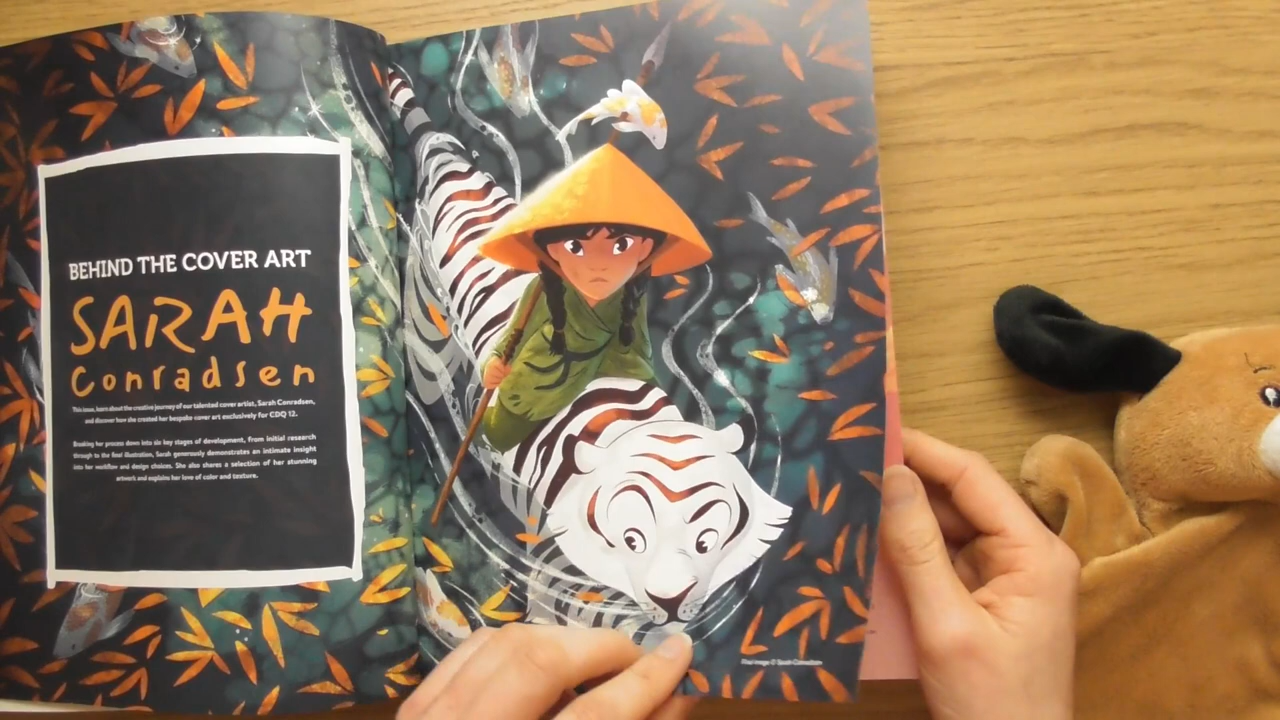 BEHIND THE COVER ART
SARAH
Conradsen
This issue, learn about the creative journey of our talented cover artist, Sarah Conradsen,
and discover how she created her bespoke cover art exclusively for CDQ 12.
Breaking her process down into six key stages of development, from initial research
through to the final illustration, Sarah generously demonstrates an intimate insight
into her workflow and design choices. She also shares a selection of her stunning
artwork and explains her love of color and texture.
Final image © Sarah Conradsen